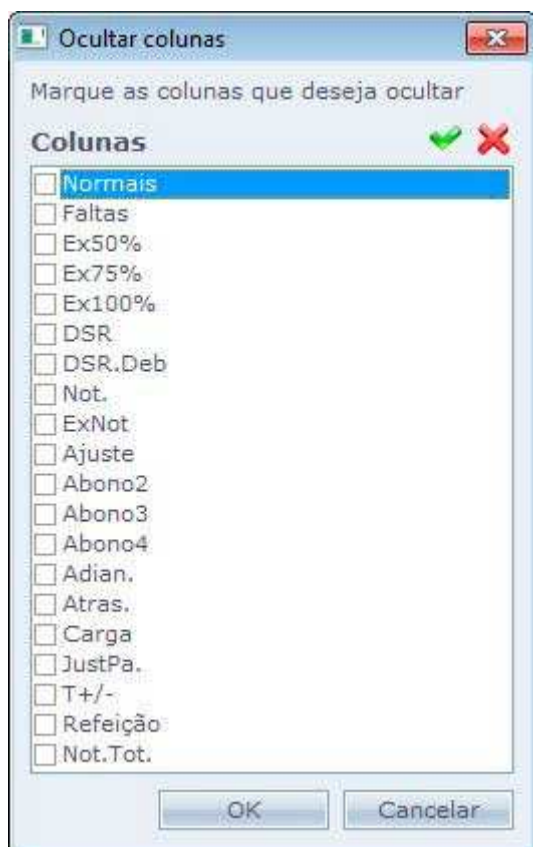 Ocultar colunas
Marque as colunas que deseja ocultar
Colunas
Normais
Faltas
Ex50%
Ex75%
Ex100%
DSR
DSR.Deb
Not.
ExNot
Ajuste
Abono2
Abono3
Abono4
Adian.
Atras.
Carga
JustPa.
T+/-
Refeição
Not.Tot.
OK Cancelar